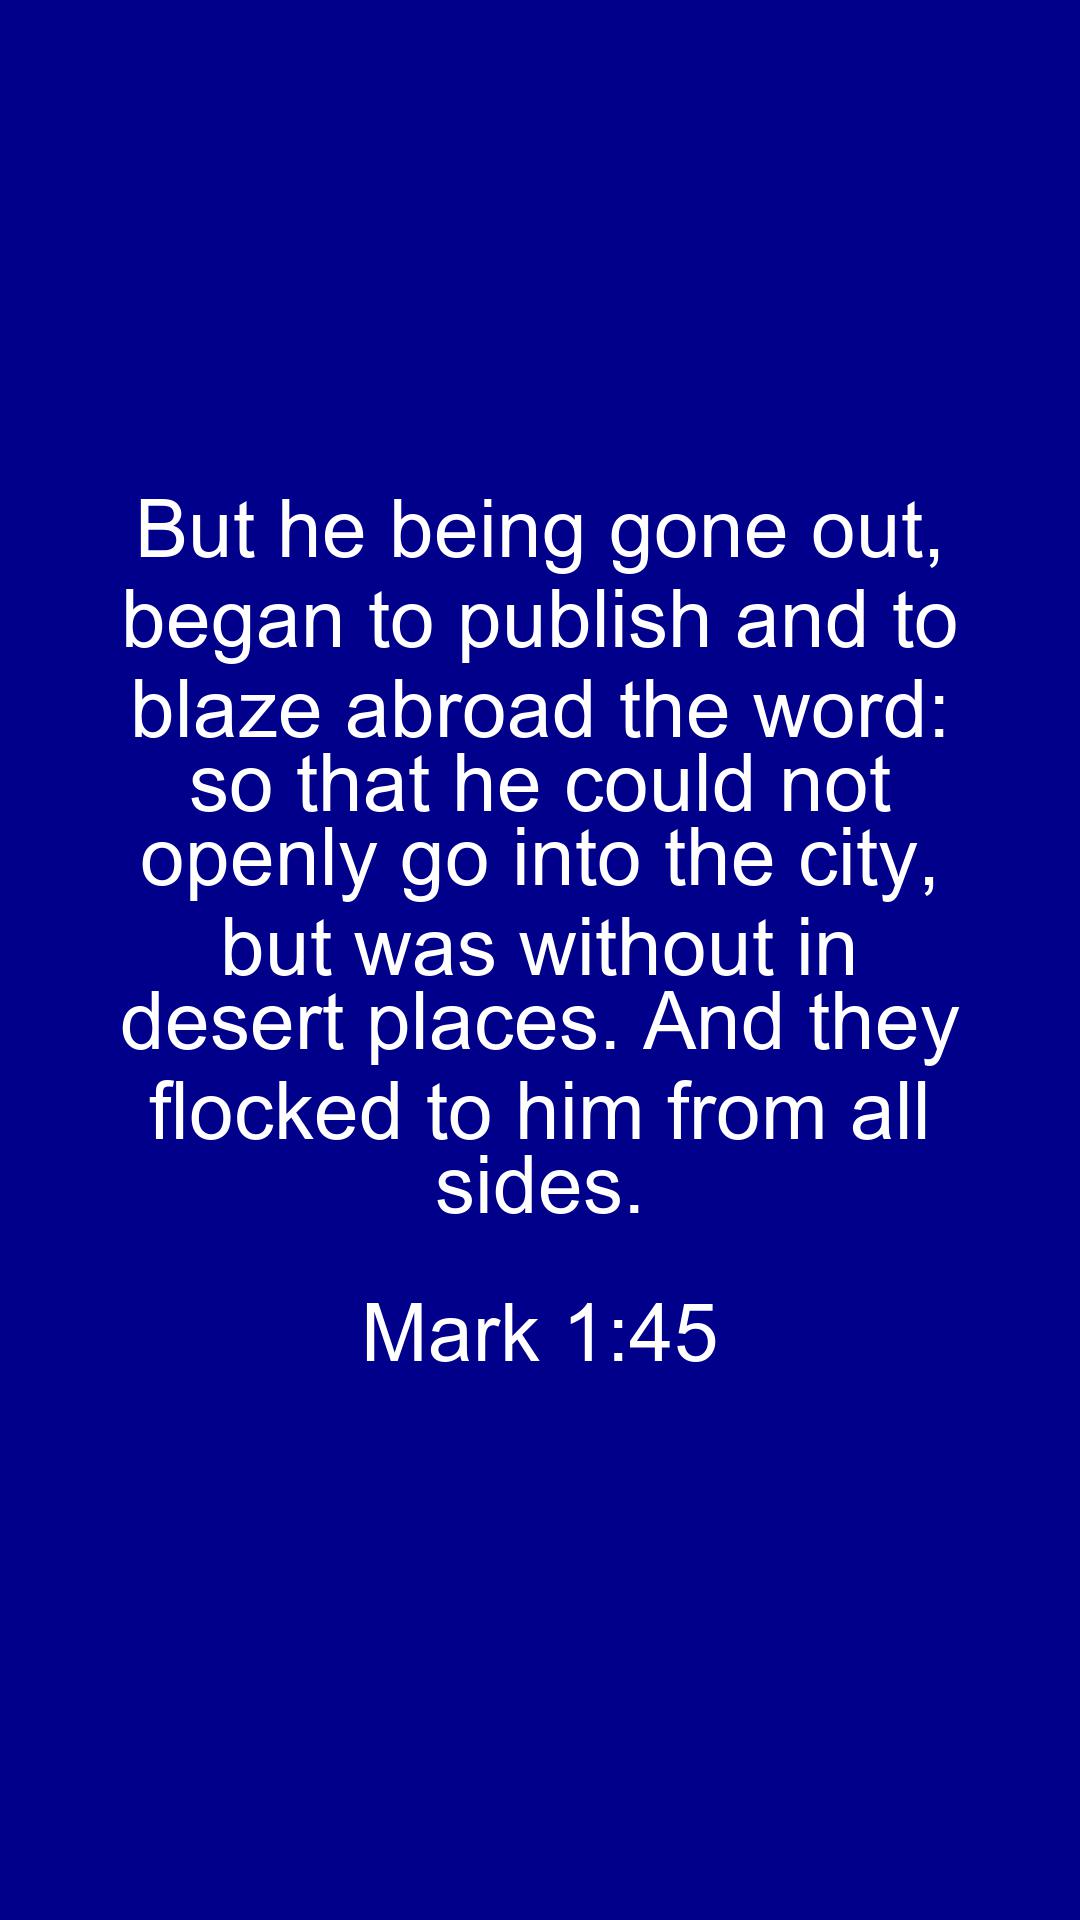 But he being gone out,
began to publish and to
blaze abroad the word:
so that he could not
openly go into the city,
but was without in
desert places. And they
flocked to him from all
sides.
Mark 1:45